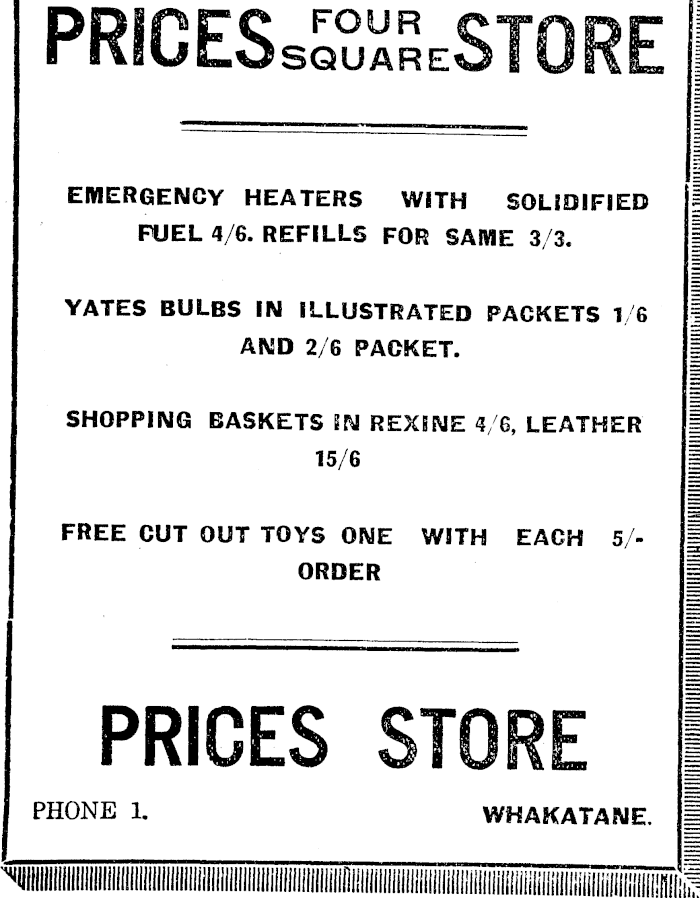 PRICES FOUR SQUARE STORE
EMERGENCY HEATERS WITH SOLIDIFIED
FUEL 4/6. REFILLS FOR SAME 3/3.
YATES BULBS IN ILLUSTRATED PACKETS 1/6
AND 2/6 PACKET.
SHOPPING BASKETS IN REXINE 4/6, LEATHER
15/6
FREE CUT OUT TOYS ONE WITH EACH 5/-
ORDER
PRICES STORE
PHONE 1. WHAKATANE.